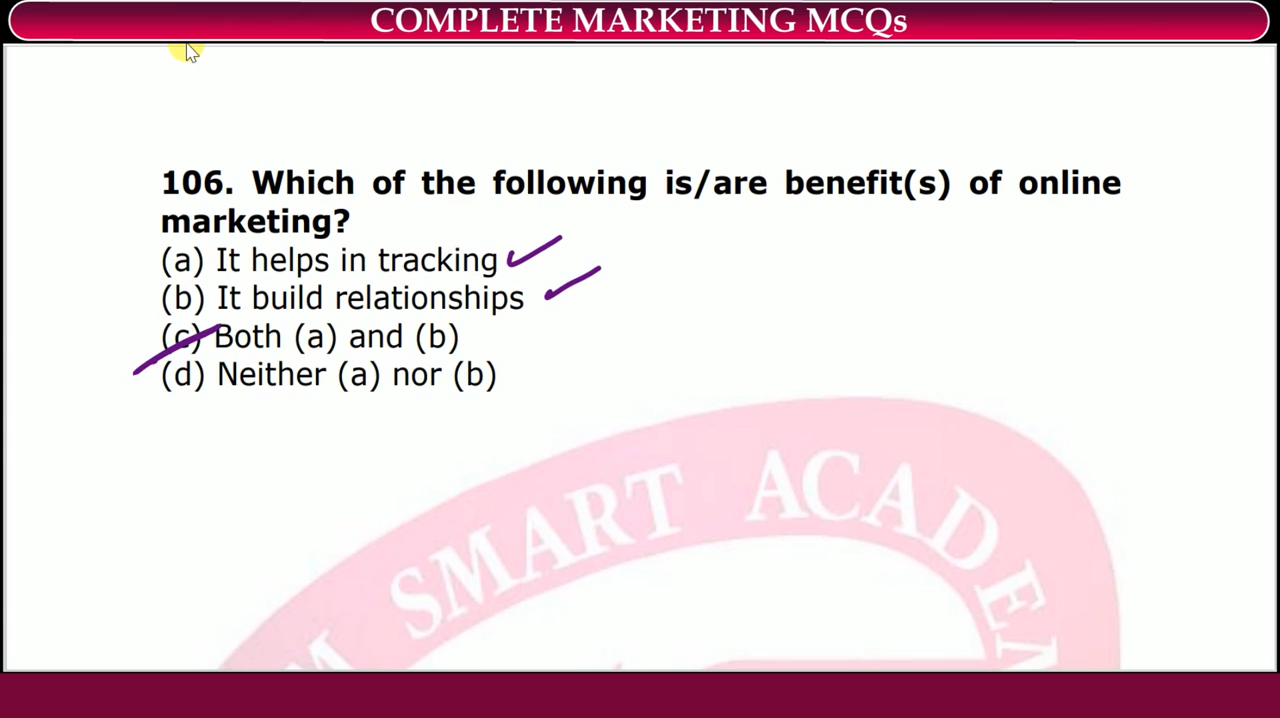 COMPLETE MARKETING MCQs
106. Which of the following is/are benefit(s) of online
marketing?
(a) It helps in tracking
(b) It build relationships
(c) Both (a) and (b)
(d) Neither (a) nor (b)
SMART ACADEM